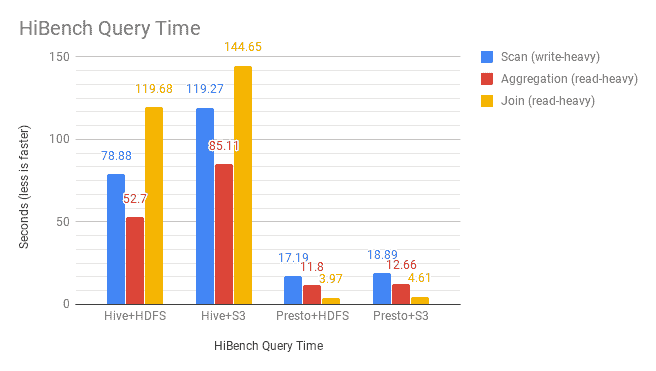 HiBench Query Time
Scan (write-heavy)
Aggregation (read-heavy)
Join (read-heavy)
Seconds (less is faster)
150
100
50
0
78.88
52.7
119.68
119.27
85.11
144.65
17.19
11.8
3.97
18.89
12.66
4.61
Hive+HDFS
Hive+S3
Presto+HDFS
Presto+S3
HiBench Query Time